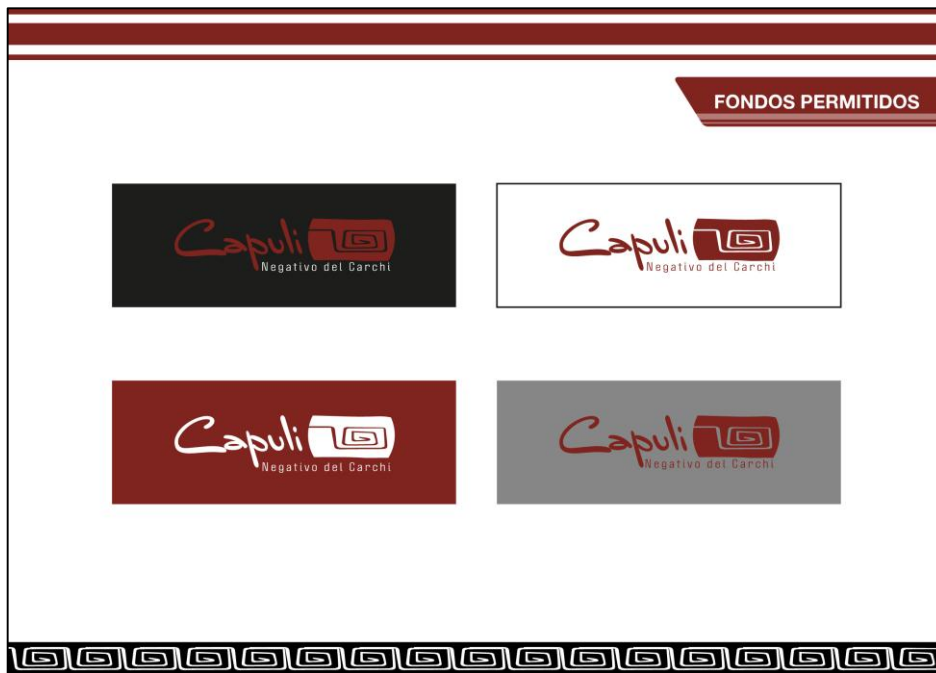 FONDOS PERMITIDOS
Capuli
Negativo del Carchi
Capuli
Negativo del Carchi
Capuli
Negativo del Carchi
Capuli
Negativo del Carchi